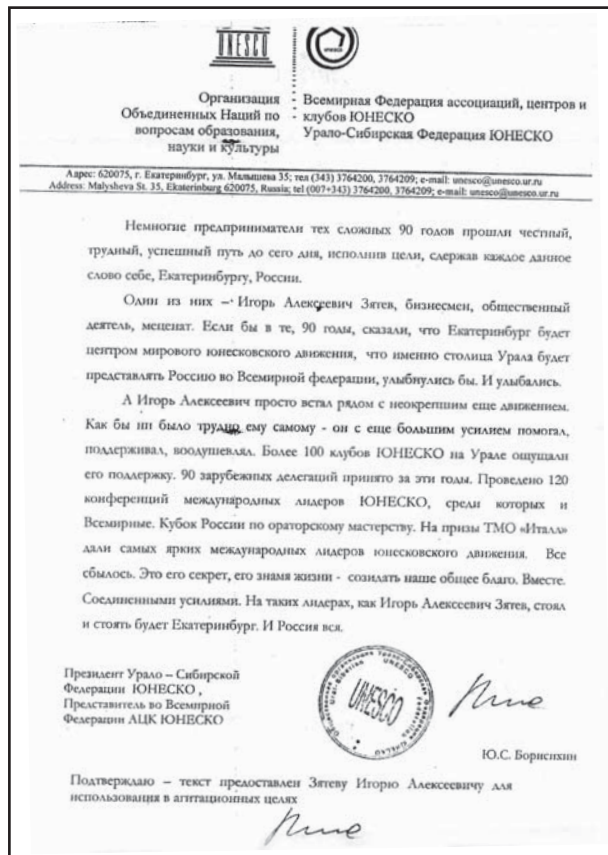 UNESCO
Организация
Объединенных Наций по
вопросам образования,
науки и культуры
Всемирная Федерация ассоциаций, центров и
клубов ЮНЕСКО
Урало-Сибирская Федерация ЮНЕСКО
Адрес: 620075, г. Екатеринбург, ул. Малышева 35; тел (343) 3764200, 3764209; e-mail: unesco@unesco.ur.ru
Address: Malysheva St. 35, Ekaterinburg 620075, Russia; tel (007+343) 3764200, 3764209; e-mail: unesco@unesco.ur.ru
Немногие предприниматели тех сложных 90 годов прошли честный,
трудный, успешный путь до сего дня, исполнив цели, сдержав каждое данное
слово себе, Екатеринбургу, России.
Один из них – Игорь Алексеевич Зятев, бизнесмен, общественный
деятель, меценат. Если бы в те, 90 годы, сказали, что Екатеринбург будет
центром мирового юнесковского движения, что именно столица Урала будет
представлять Россию во Всемирной федерации, улыбнулись бы. И улыбались.
А Игорь Алексеевич просто встал рядом с неокрепшим еще движением.
Как бы ни было трудно ему самому - он с еще большим усилием помогал,
поддерживал, воодушевлял. Более 100 клубов ЮНЕСКО на Урале ощущали
его поддержку. 90 зарубежных делегаций принято за эти годы. Проведено 120
конференций международных лидеров ЮНЕСКО, среди которых и
Всемирные. Кубок России по ораторскому мастерству. На призы ТМО «Италл»
дали самых ярких международных лидеров юнесковского движения. Все
сбылось. Это его секрет, его знамя жизни - созидать наше общее благо. Вместе.
Соединенными усилиями. На таких лидерах, как Игорь Алексеевич Зятев, стоял
и стоять будет Екатеринбург. И Россия вся.
Президент Урало – Сибирской
Федерации ЮНЕСКО ,
Представитель во Всемирной
Федерации АЦК ЮНЕСКО
UNESCO
Ю.С. Борисихин
Подтверждаю – текст предоставлен Зятеву Игорю Алексеевичу для
использования в агитационных целях